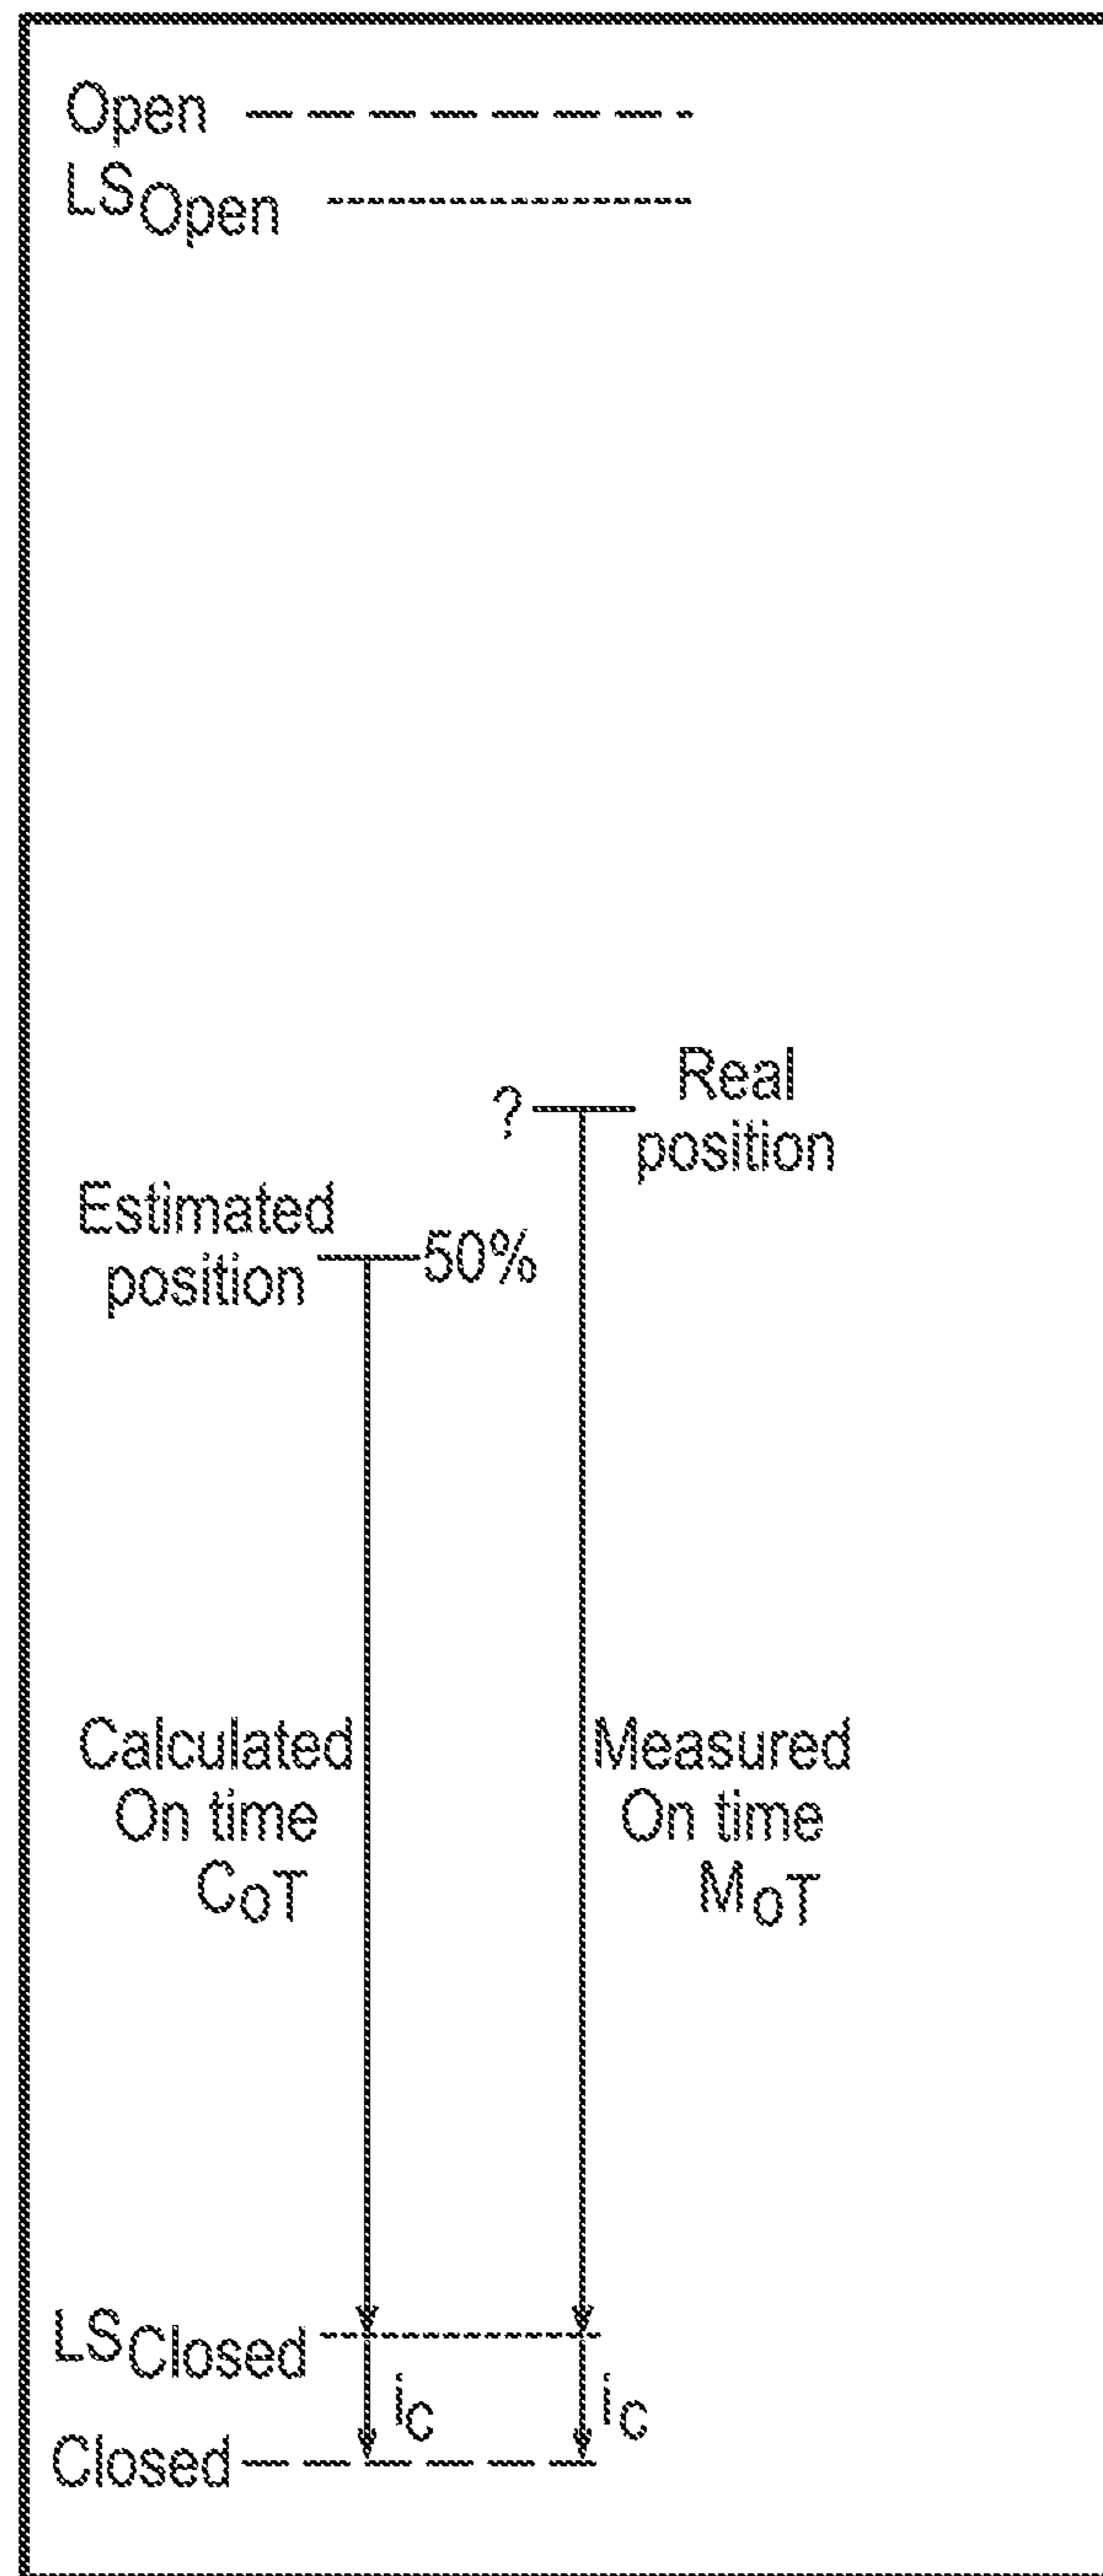 Open
LSOpen
? Real
position
Estimated
position 50%
Calculated
On time
CoT
Measured
On time
MoT
LSClosed
ic ic
Closed